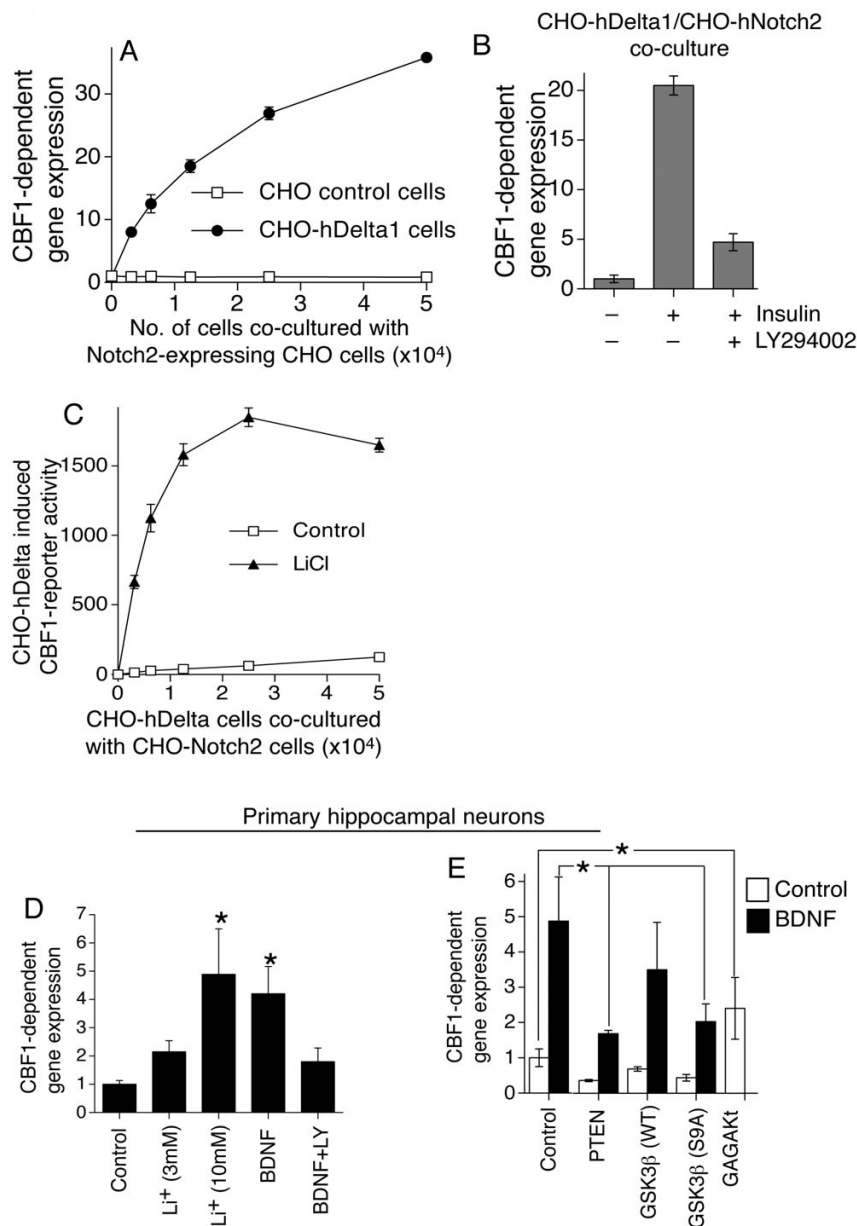 A
CBF1-dependent
gene expression
30
20
10
0
CHO control cells
CHO-hDelta1 cells
0 1 2 3 4 5
No. of cells co-cultured with
Notch2-expressing CHO cells (x10⁴)
B
CHO-hDelta1/CHO-hNotch2
co-culture
CBF1-dependent
gene expression
20
15
10
5
0
– + + Insulin
– – + LY294002
C
CHO-hDelta induced
CBF1-reporter activity
1500
1000
500
0
Control
LiCl
0 1 2 3 4 5
CHO-hDelta cells co-cultured
with CHO-Notch2 cells (x10⁴)
Primary hippocampal neurons
D
CBF1-dependent
gene expression
7
6
5
4
3
2
1
0
* *
Control
Li⁺ (3mM)
Li⁺ (10mM)
BDNF
BDNF+LY
E
CBF1-dependent
gene expression
6
5
4
3
2
1
0
*
*
Control
BDNF
Control
PTEN
GSK3β (WT)
GSK3β (S9A)
GAGAKt